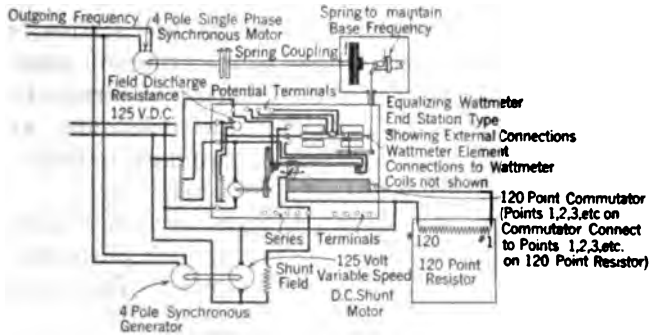 Outgoing Frequency
4 Pole Single Phase
Synchronous Motor
Spring to maintain
Base Frequency
Spring Coupling
Field Discharge
Resistance
Potential Terminals
125 V.D.C.
Equalizing Wattmeter
End Station Type
Showing External Connections
Wattmeter Element
Connections to Wattmeter
Coils not shown
120 Point Commutator
(Points 1,2,3,etc on
Commutator Connect
to Points 1,2,3,etc.
on 120 Point Resistor)
Series Terminals
120
#1
120 Point
Resistor
Shunt
Field
125 Volt
Variable Speed
D.C.Shunt
Motor
4 Pole Synchronous
Generator